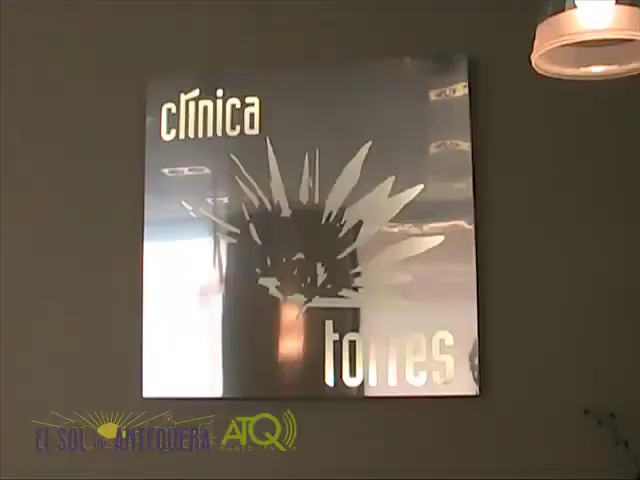 clínica
torres
EL SOL DE ANTEQUERA
ATQ